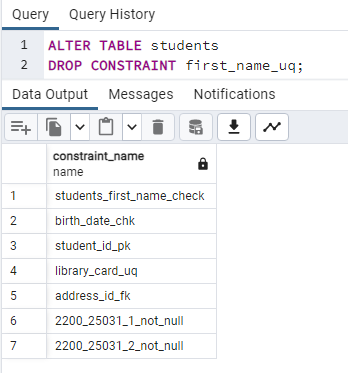 Query Query History
1 ALTER TABLE students
2 DROP CONSTRAINT first_name_uq;
Data Output Messages Notifications
constraint_name
name
1 students_first_name_check
2 birth_date_chk
3 student_id_pk
4 library_card_uq
5 address_id_fk
6 2200_25031_1_not_null
7 2200_25031_2_not_null